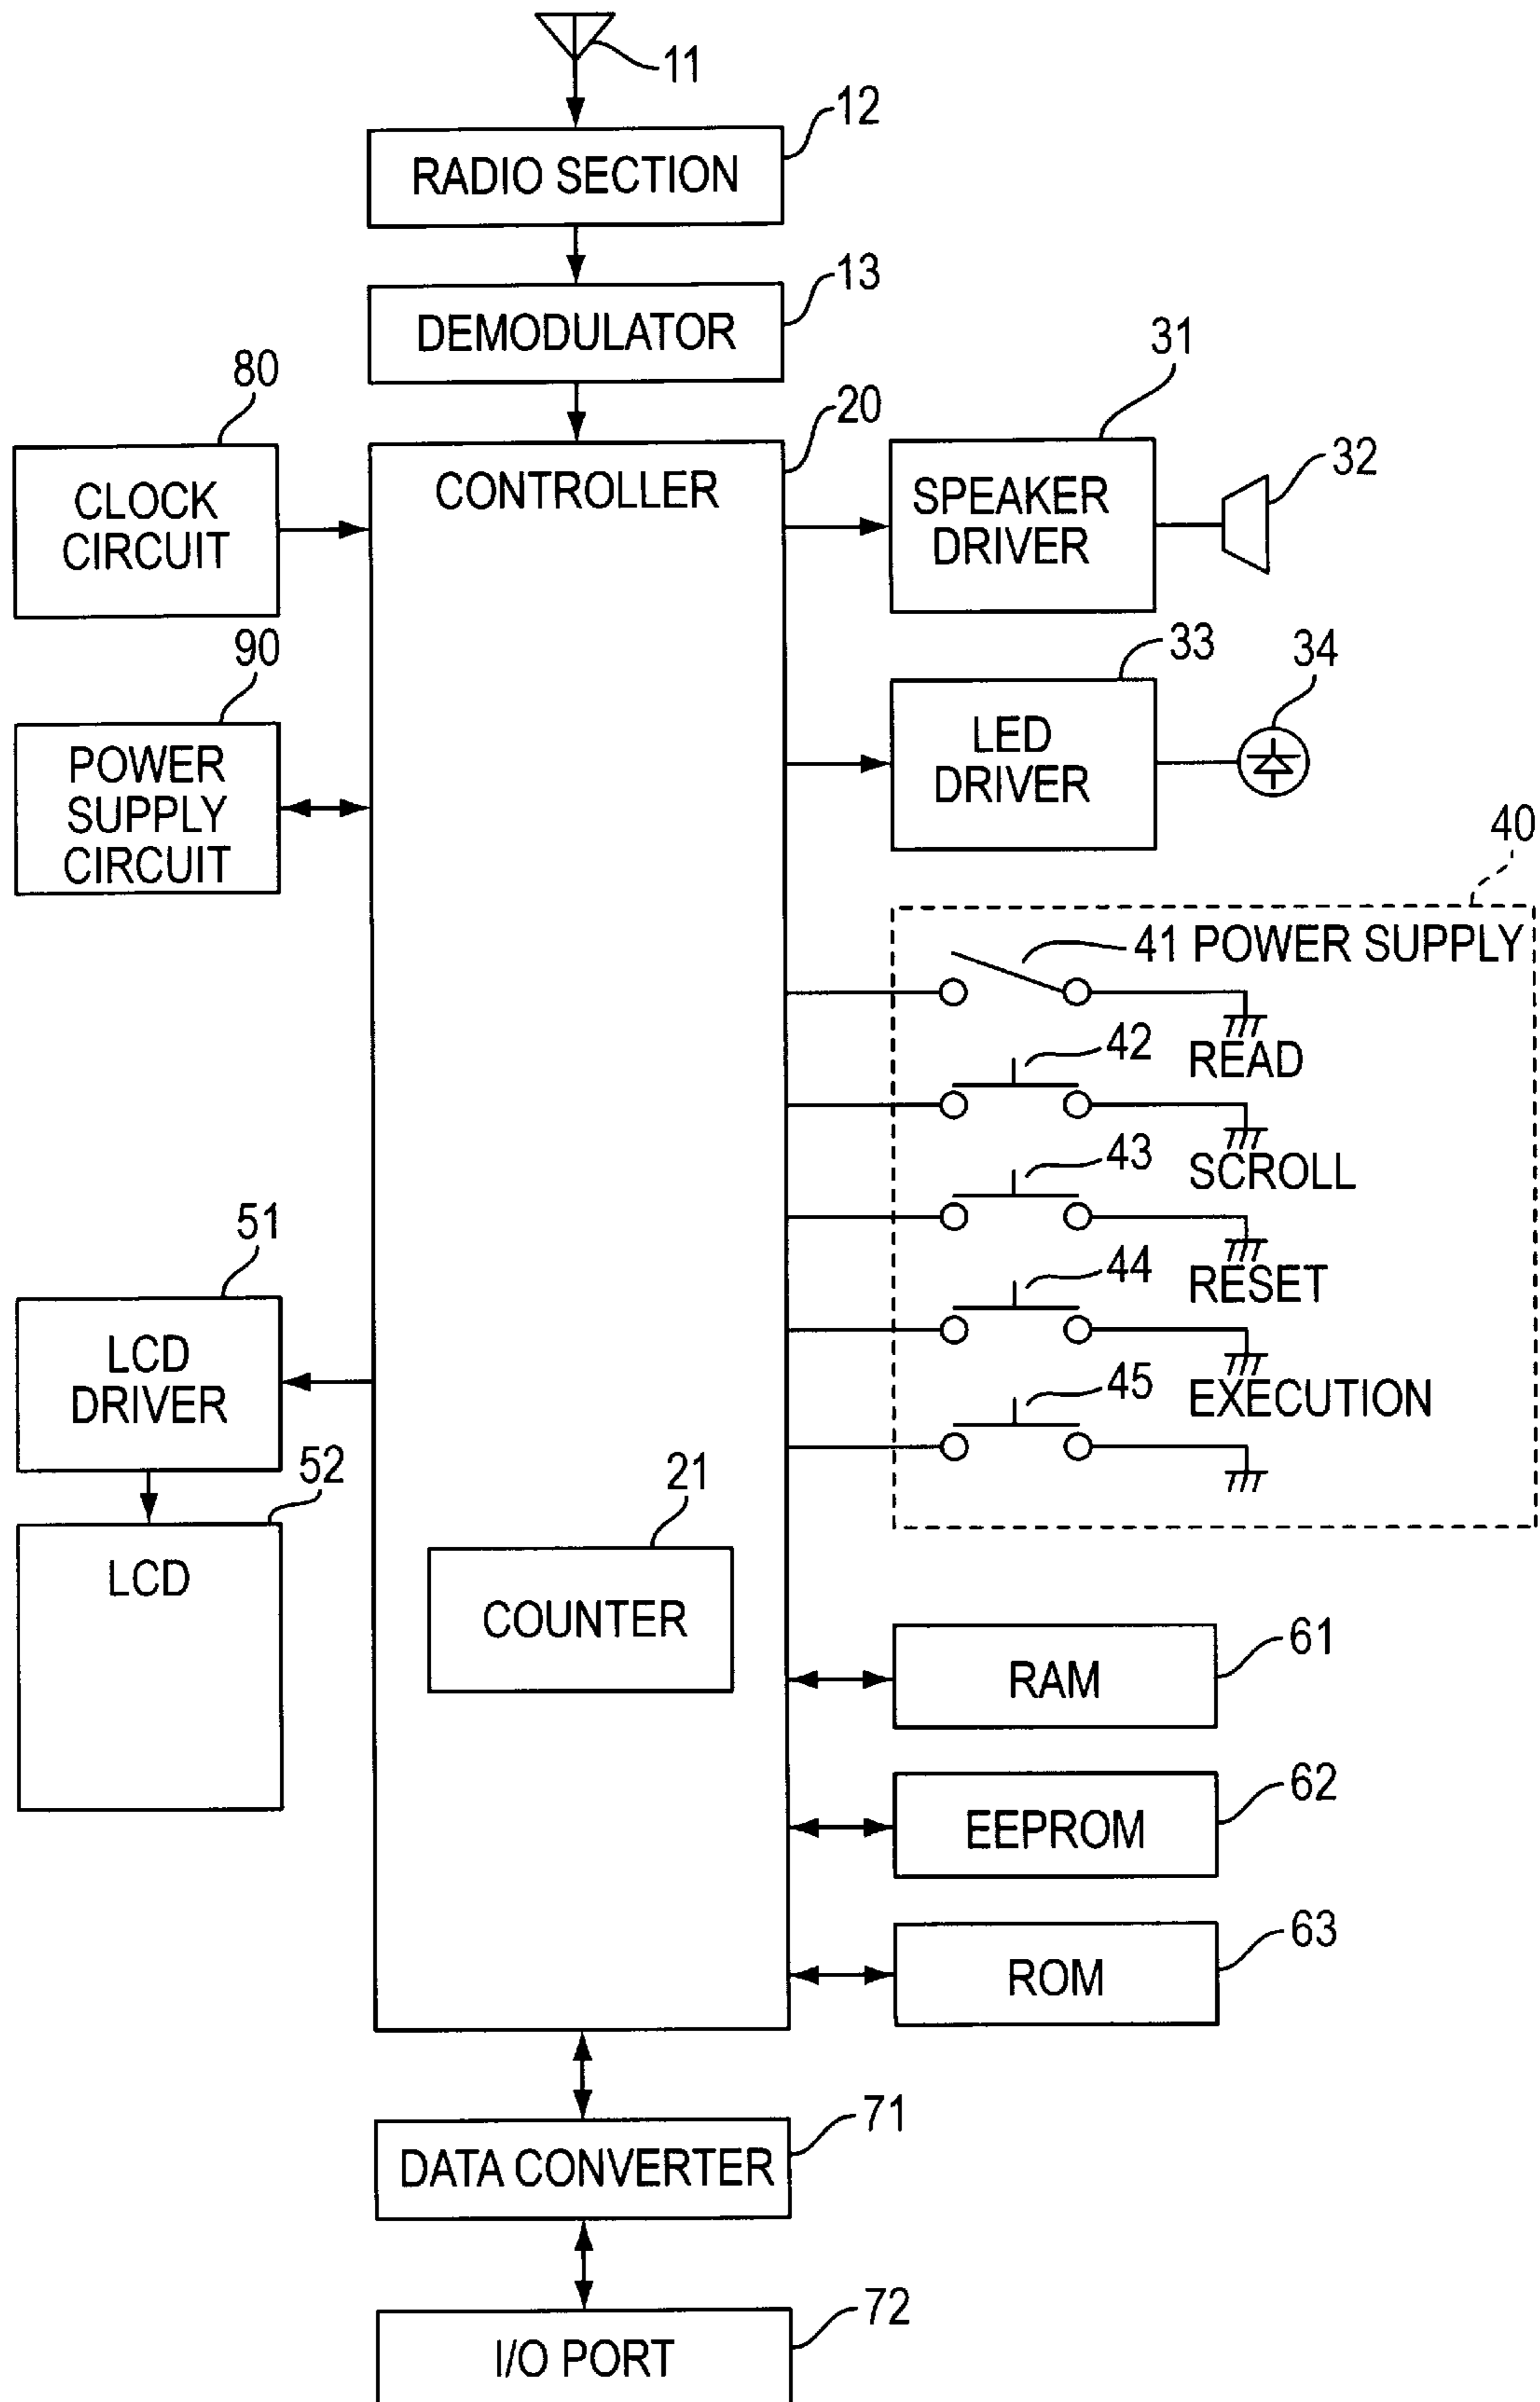 11
12
RADIO SECTION
13
DEMODULATOR
80
20
31
CLOCK
CIRCUIT
CONTROLLER
SPEAKER
DRIVER
32
90
33
34
POWER
SUPPLY
CIRCUIT
LED
DRIVER
40
41 POWER SUPPLY
42
READ
43
SCROLL
51
44
RESET
LCD
DRIVER
45
EXECUTION
52
21
LCD
COUNTER
61
RAM
62
EEPROM
63
ROM
71
DATA CONVERTER
72
I/O PORT